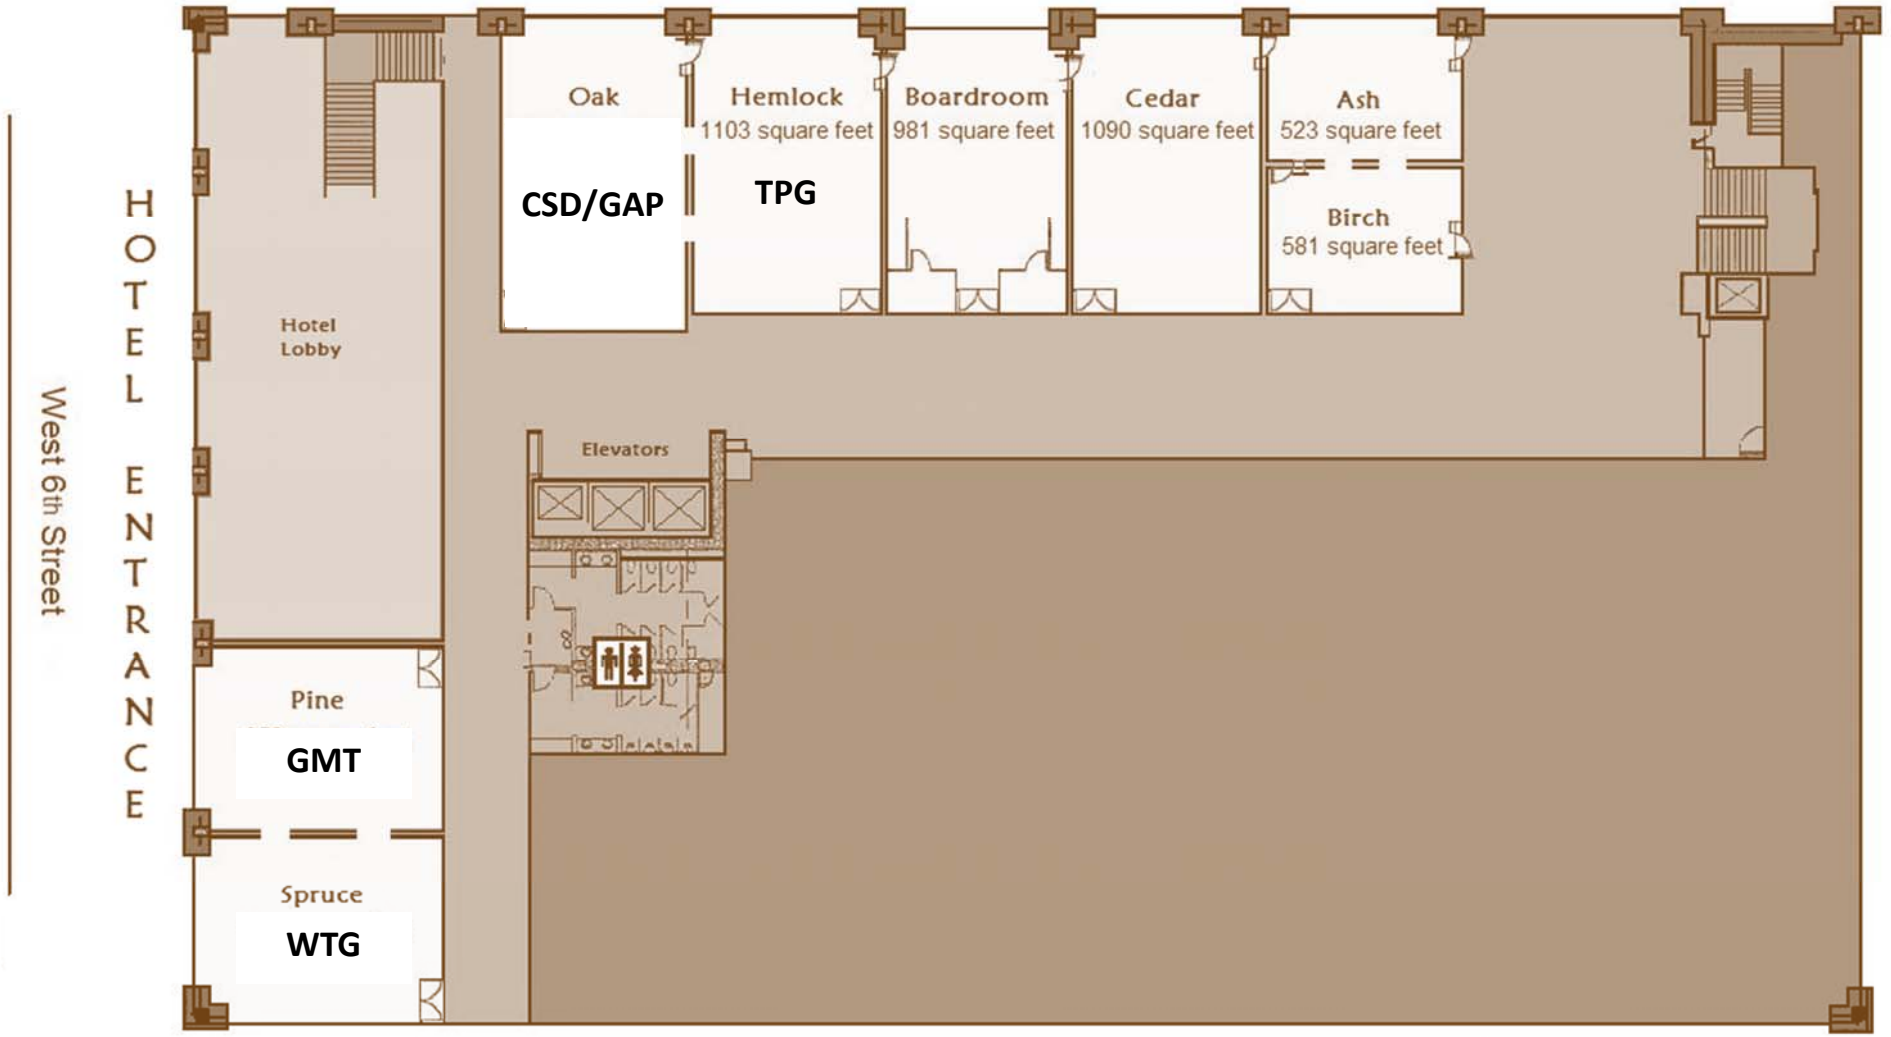 West 6th Street
HOTEL ENTRANCE
Hotel
Lobby
Oak
CSD/GAP
Hemlock
1103 square feet
TPG
Boardroom
981 square feet
Cedar
1090 square feet
Ash
523 square feet
Birch
581 square feet
Elevators
Pine
GMT
Spruce
WTG